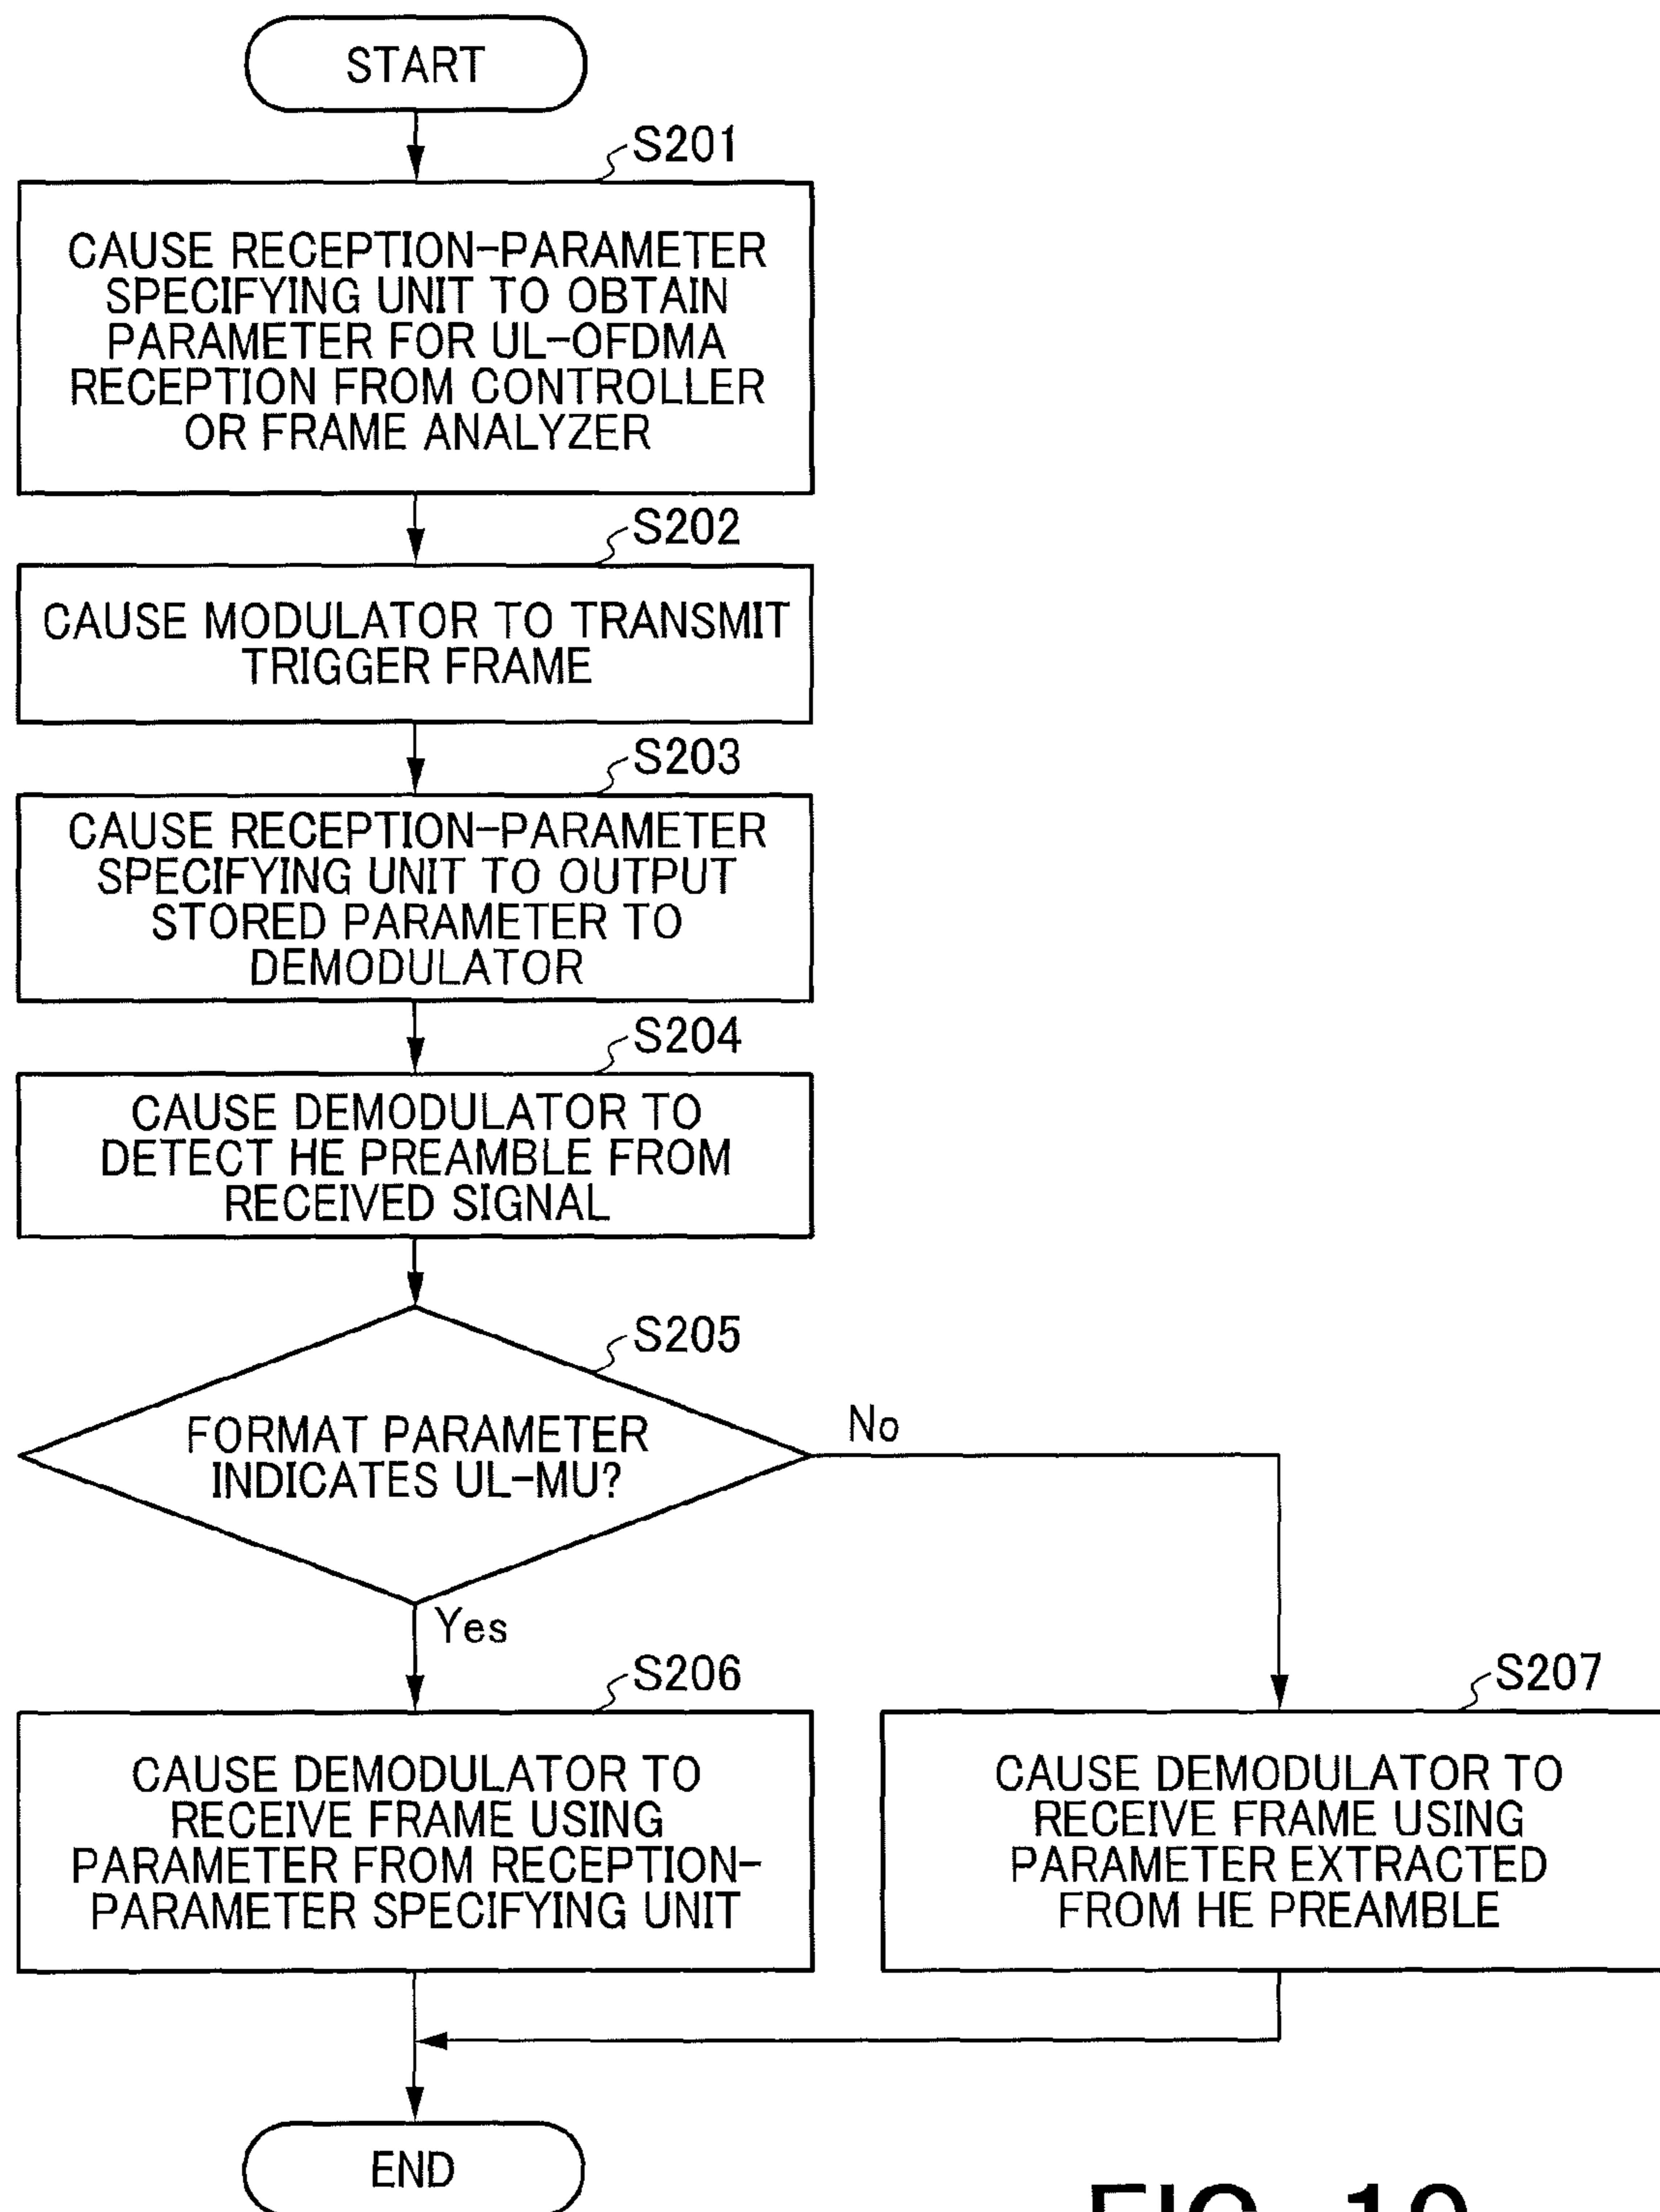 START
S201
CAUSE RECEPTION-PARAMETER
SPECIFYING UNIT TO OBTAIN
PARAMETER FOR UL-OFDMA
RECEPTION FROM CONTROLLER
OR FRAME ANALYZER
S202
CAUSE MODULATOR TO TRANSMIT
TRIGGER FRAME
S203
CAUSE RECEPTION-PARAMETER
SPECIFYING UNIT TO OUTPUT
STORED PARAMETER TO
DEMODULATOR
S204
CAUSE DEMODULATOR TO
DETECT HE PREAMBLE FROM
RECEIVED SIGNAL
S205
FORMAT PARAMETER
INDICATES UL-MU?
No
Yes
S206
CAUSE DEMODULATOR TO
RECEIVE FRAME USING
PARAMETER FROM RECEPTION-
PARAMETER SPECIFYING UNIT
S207
CAUSE DEMODULATOR TO
RECEIVE FRAME USING
PARAMETER EXTRACTED
FROM HE PREAMBLE
END